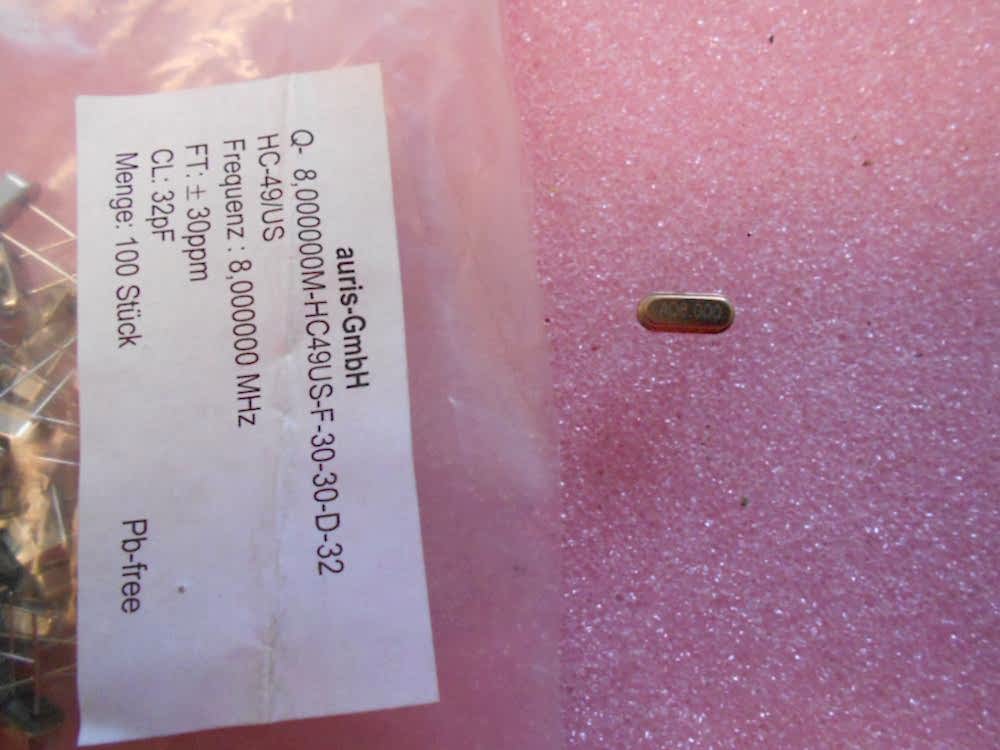 auris-GmbH
Q- 8,000000M-HC49US-F-30-30-D-32
HC-49/US
Frequenz : 8,000000 MHz
FT: ± 30ppm
CL: 32pF
Menge: 100 Stück
Pb-free